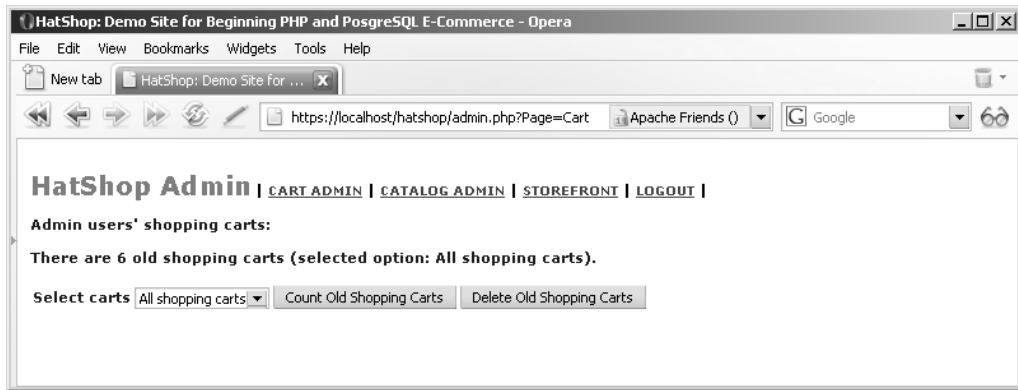 HatShop: Demo Site for Beginning PHP and PosgreSQL E-Commerce - Opera
File Edit View Bookmarks Widgets Tools Help
New tab HatShop: Demo Site for ...
https://localhost/hatshop/admin.php?Page=Cart Apache Friends () G Google
HatShop Admin | CART ADMIN | CATALOG ADMIN | STOREFRONT | LOGOUT |
Admin users' shopping carts:
There are 6 old shopping carts (selected option: All shopping carts).
Select carts All shopping carts Count Old Shopping Carts Delete Old Shopping Carts